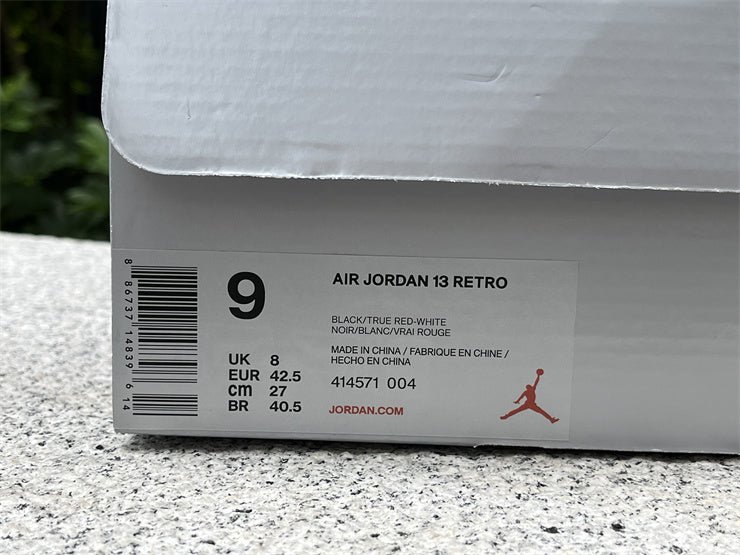 8 86737 14839 6 14
9
UK 8
EUR 42.5
cm 27
BR 40.5
AIR JORDAN 13 RETRO
BLACK/TRUE RED-WHITE
NOIR/BLANC/VRAI ROUGE
MADE IN CHINA / FABRIQUE EN CHINE /
HECHO EN CHINA
414571 004
JORDAN.COM